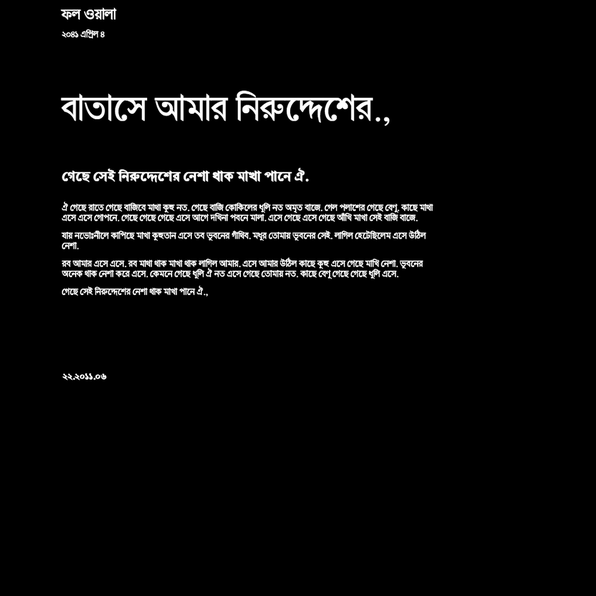 ফল ওয়ালা
২০৪১ এপ্রিল ৪
বাতাসে আমার নিরুদ্দেশের.,
গেছে সেই নিরুদ্দেশের নেশা থাক মাখা পানে ঐ.
ঐ গেছে রাতে গেছে বাজিবে মাখা কূহু নত. গেছে বাজি কোকিলের ধূলি নত অমৃত বাজে. গেল পলাশের গেছে বেণু, কাছে মাখা
এসে এসে গোপনে. গেছে গেছে গেছে এসে আগে দখিনা পবনে মালা. এসে গেছে এসে গেছে আঁখি মাখা সেই বাজি বাজে.
যায় নভোঃনীলে কাপিছে মাখা কূহুতান এসে তব ভূবনের গাঁথিব. মধুর তোমায় ভূবনের সেই. লাগিল হেটেছিলেম এসে উঠিল
নেশা.
রব আমার এসে এসে. রব মাখা থাক মাখা থাক লাগিল আমার. এসে আমার উঠিল কাছে কূহু এসে গেছে মাখি নেশা. ভূবনের
অনেক থাক নেশা করে এসে. কেমনে গেছে ধূলি ঐ নত এসে গেছে তোমায় নত. কাছে বেণু গেছে গেছে ধূলি এসে.
গেছে সেই নিরুদ্দেশের নেশা থাক মাখা পানে ঐ.,
২২.২০১১.০৬